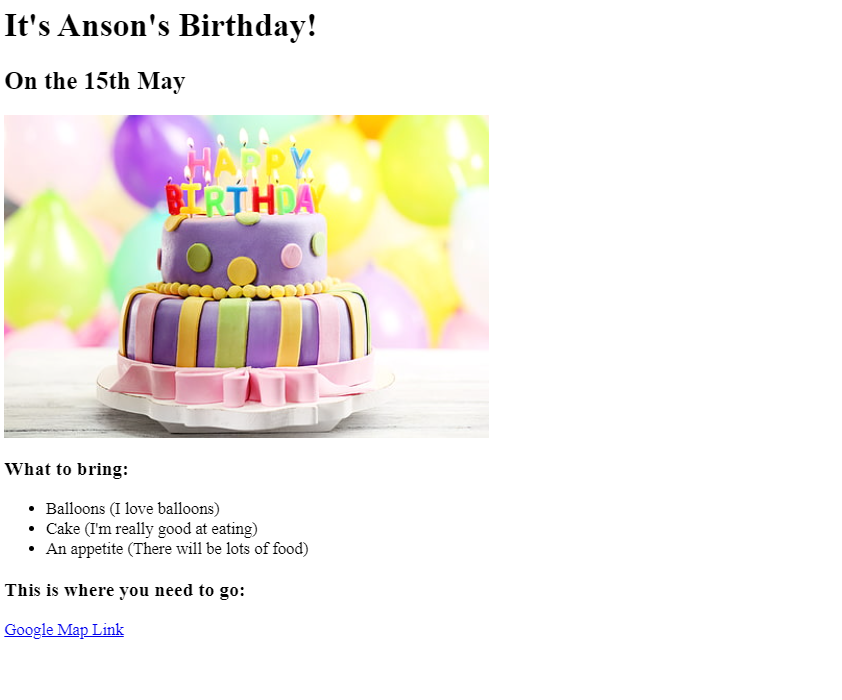 It's Anson's Birthday!
On the 15th May
HAPPY
BIRTHDAY
What to bring:
Balloons (I love balloons)
Cake (I'm really good at eating)
An appetite (There will be lots of food)
This is where you need to go:
Google Map Link